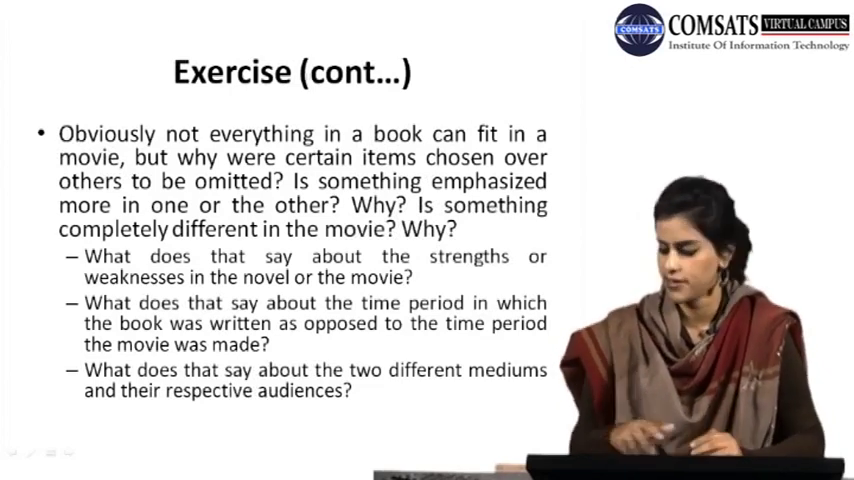 COMSATS VIRTUAL CAMPUS
COMSATS Institute Of Information Technology
Exercise (cont...)
• Obviously not everything in a book can fit in a
movie, but why were certain items chosen over
others to be omitted? Is something emphasized
more in one or the other? Why? Is something
completely different in the movie? Why?
– What does that say about the strengths or
weaknesses in the novel or the movie?
– What does that say about the time period in which
the book was written as opposed to the time period
the movie was made?
– What does that say about the two different mediums
and their respective audiences?